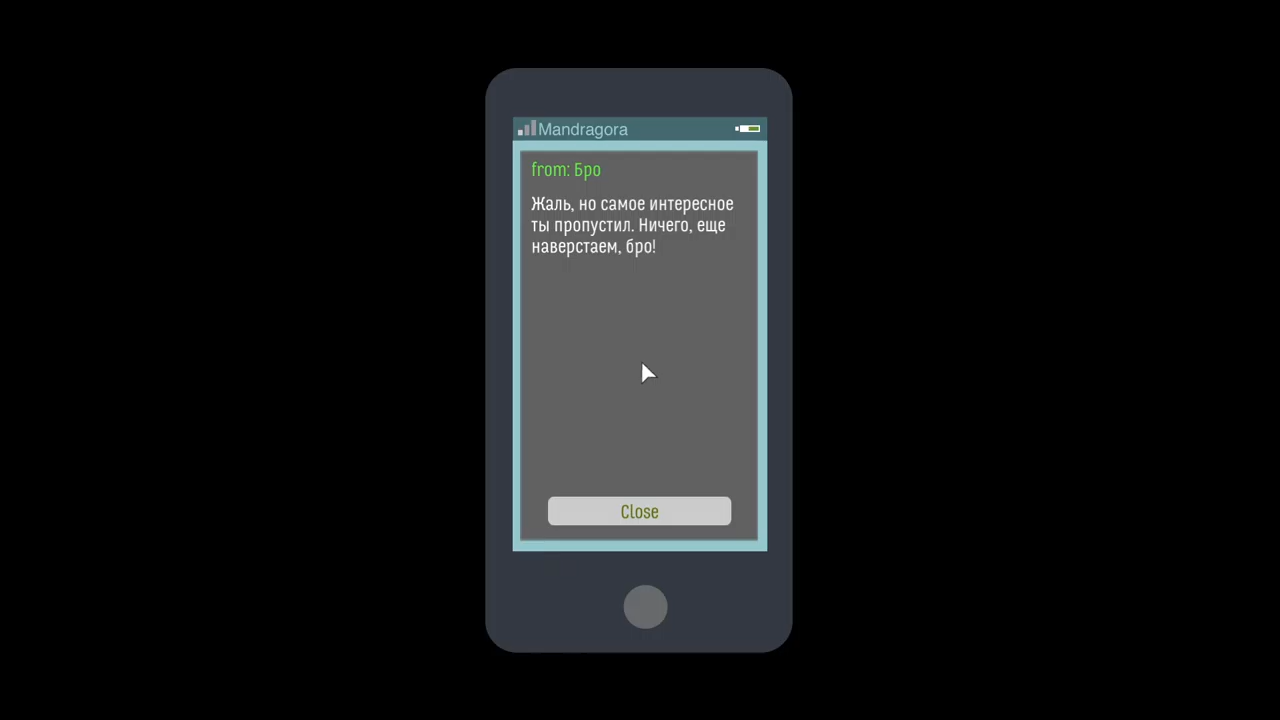 Mandragora
from: Бро
Жаль, но самое интересное
ты пропустил. Ничего, еще
наверстаем, бро!
Close